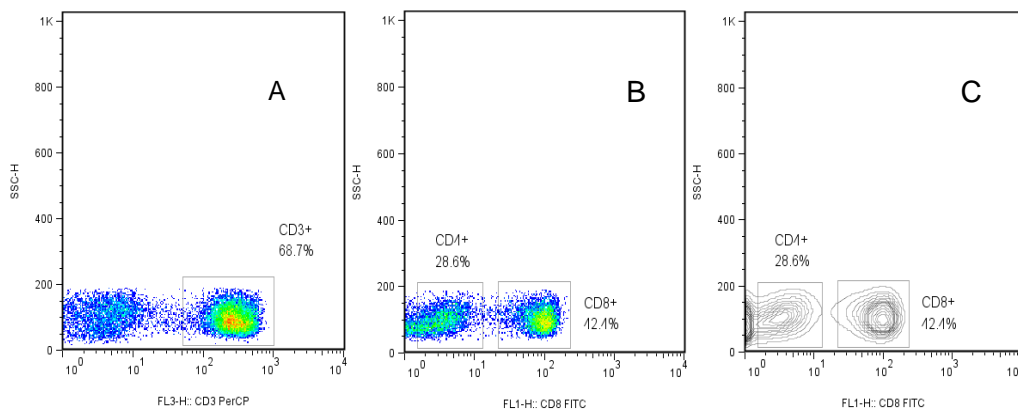 A
1K
800
600
400
200
0
SSC-H
CD3+
68.7%
10^0 10^1 10^2 10^3 10^4
FL3-H:: CD3 PerCP
B
1K
800
600
400
200
0
SSC-H
CD4+
28.6%
CD8+
42.4%
10^0 10^1 10^2 10^3 10^4
FL1-H:: CD8 FITC
C
1K
800
600
400
200
0
SSC-H
CD4+
28.6%
CD8+
42.4%
10^0 10^1 10^2 10^3
FL1-H:: CD8 FITC